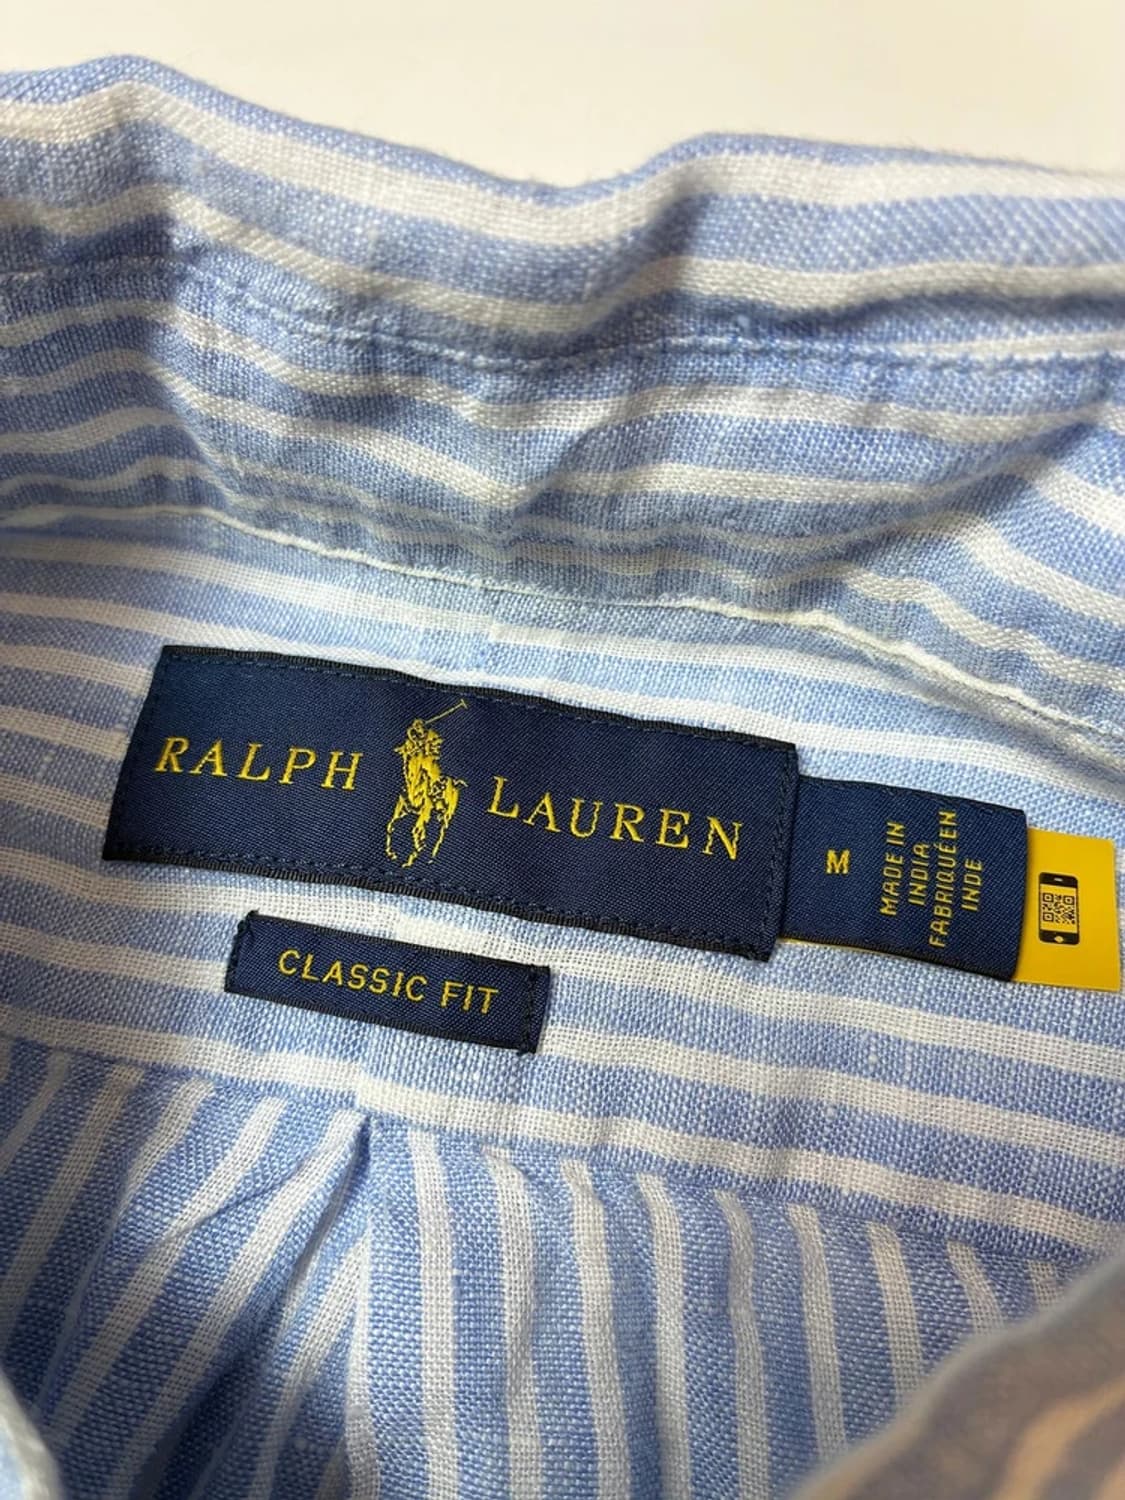 RALPH LAUREN
M
MADE IN
INDIA
FABRIQUÉ EN
INDE
CLASSIC FIT